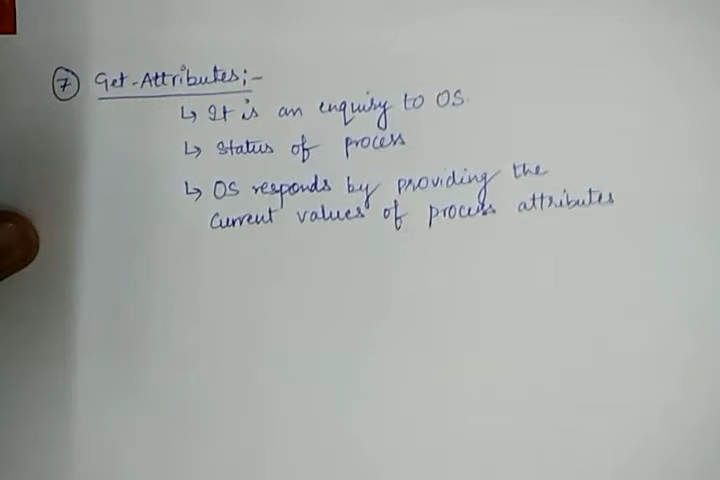 7 Get-Attributes:-
↳ It is an enquiry to OS.
↳ Status of process
↳ OS responds by providing the
current values of process attributes